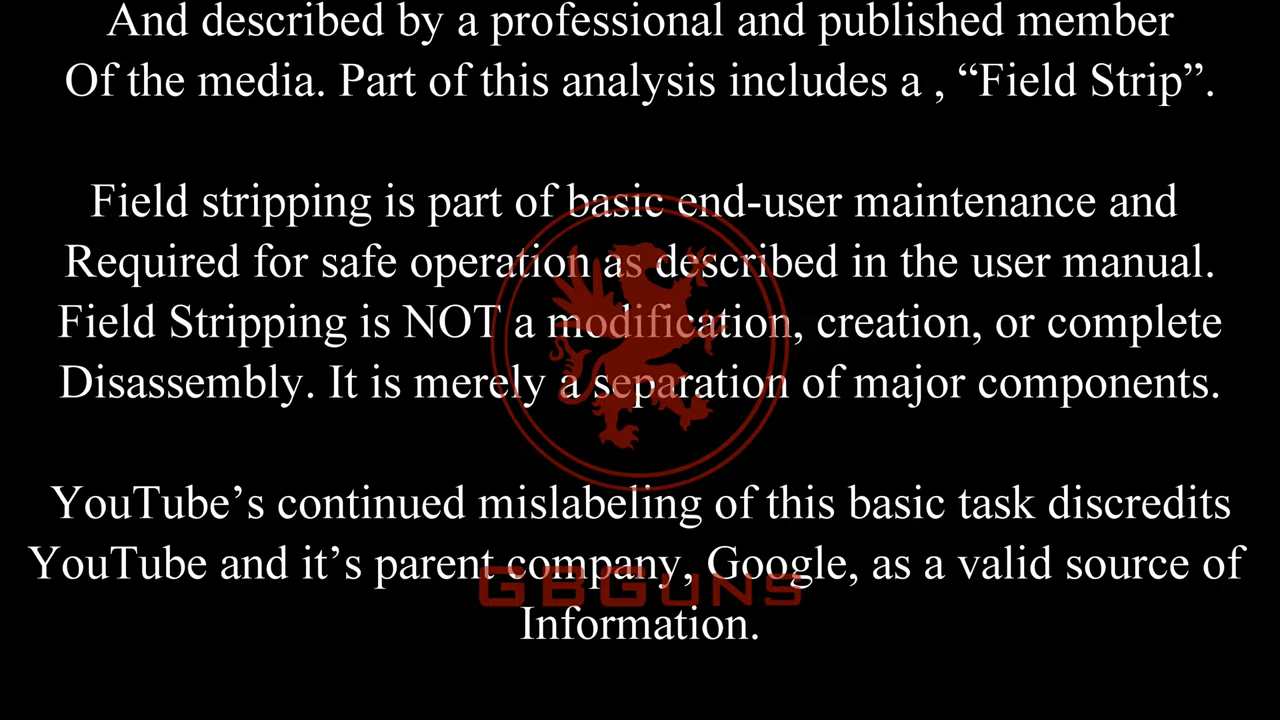 And described by a professional and published member
Of the media. Part of this analysis includes a , “Field Strip”.
Field stripping is part of basic end-user maintenance and
Required for safe operation as described in the user manual.
Field Stripping is NOT a modification, creation, or complete
Disassembly. It is merely a separation of major components.
YouTube’s continued mislabeling of this basic task discredits
YouTube and it’s parent company, Google, as a valid source of
GBGUNS
Information.